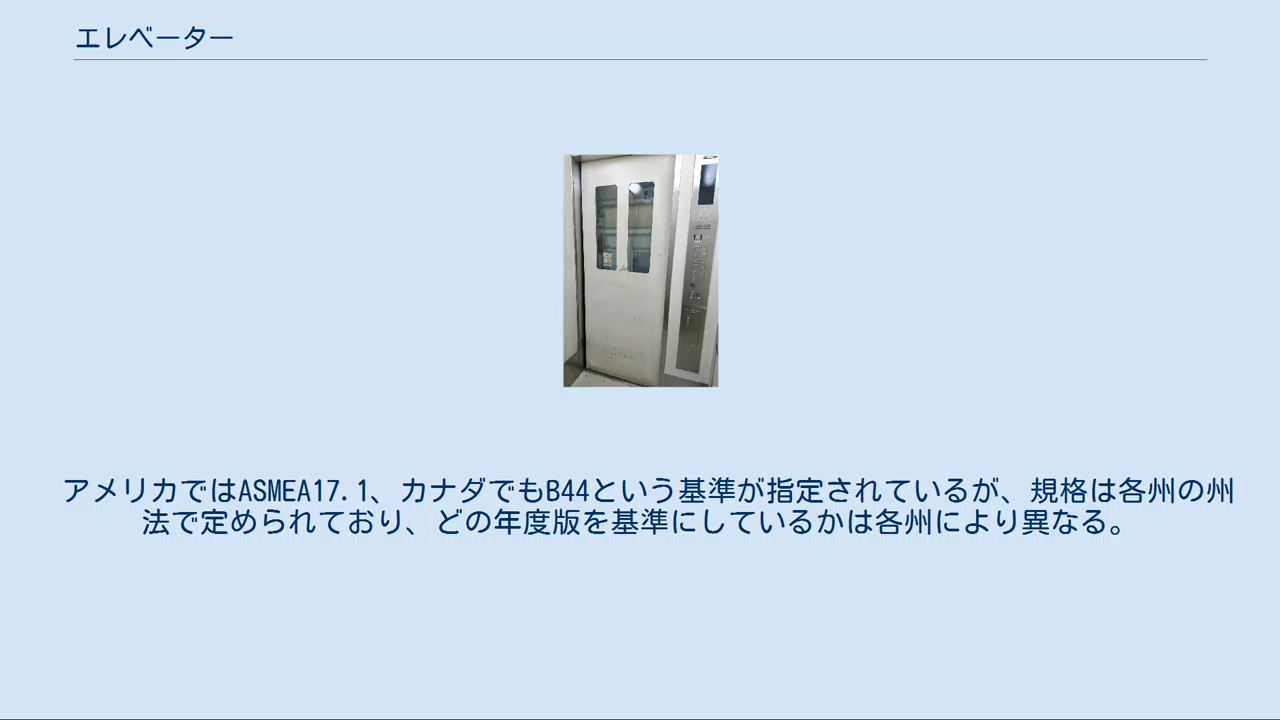 エレベーター
アメリカではASMEA17.1、カナダでもB44という基準が指定されているが、規格は各州の州
法で定められており、どの年度版を基準にしているかは各州により異なる。